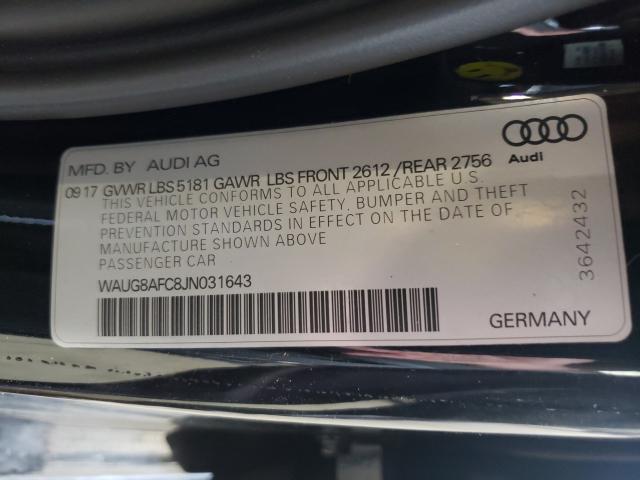 MFD. BY AUDI AG
Audi
09 17 GVWR LBS 5181 GAWR LBS FRONT 2612 /REAR 2756
THIS VEHICLE CONFORMS TO ALL APPLICABLE U.S.
FEDERAL MOTOR VEHICLE SAFETY, BUMPER AND THEFT
PREVENTION STANDARDS IN EFFECT ON THE DATE OF
MANUFACTURE SHOWN ABOVE
PASSENGER CAR
WAUG8AFC8JN031643
3642432
GERMANY